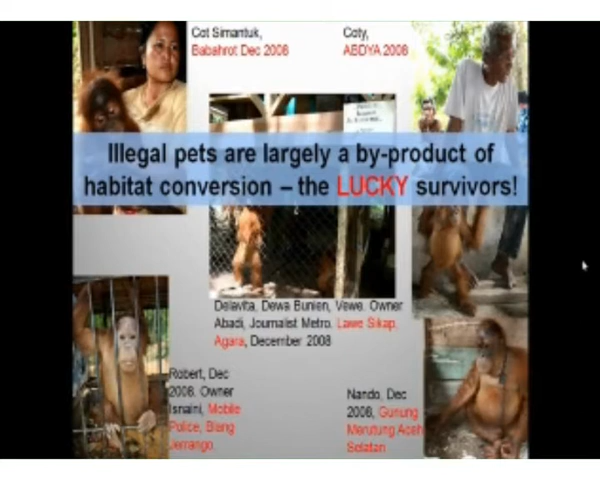 Cot Simantuk,
Babahrot Dec 2008
Coty,
ABDYA 2008
Illegal pets are largely a by-product of
habitat conversion – the LUCKY survivors!
Delavita, Dewa Bunien, Vewe. Owner
Abadi, Journalist Metro. Lawe Sikap,
Agara, December 2008
Robert, Dec
2008. Owner
Isnaini, Mobile
Police, Blang
Jerrango.
Nando, Dec
2008, Gunung
Merutung Aceh
Selatan